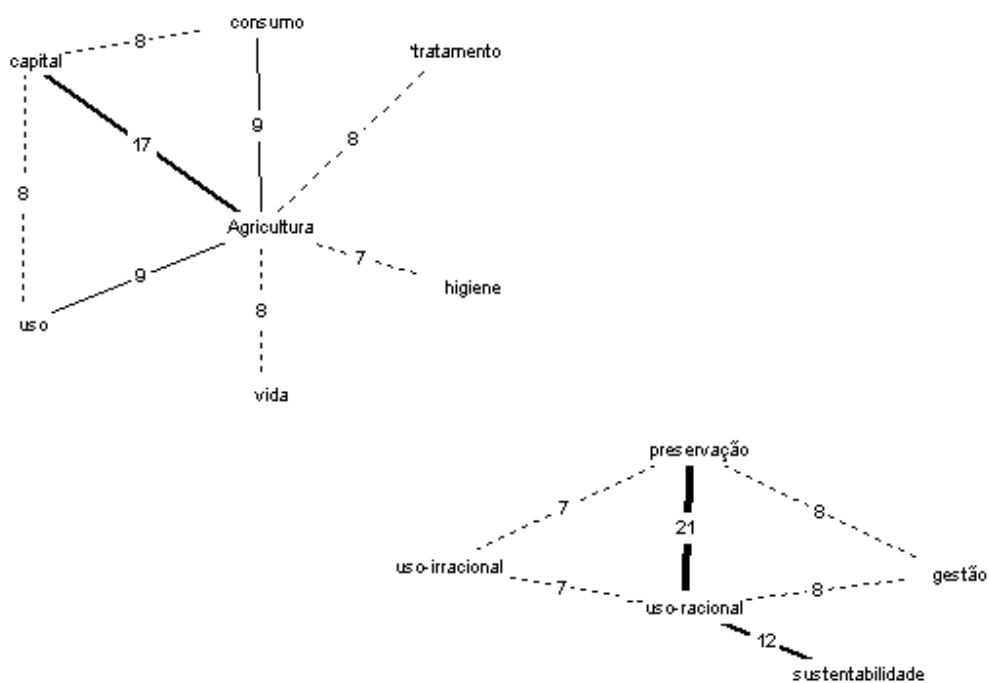 consumo
8
capital
'tratamento
9
8
17
8
Agricultura
7
9
higiene
8
uso
vida
preservação
7
8
21
uso-irracional
gestão
7
8
uso-racional
12
sustentabilidade